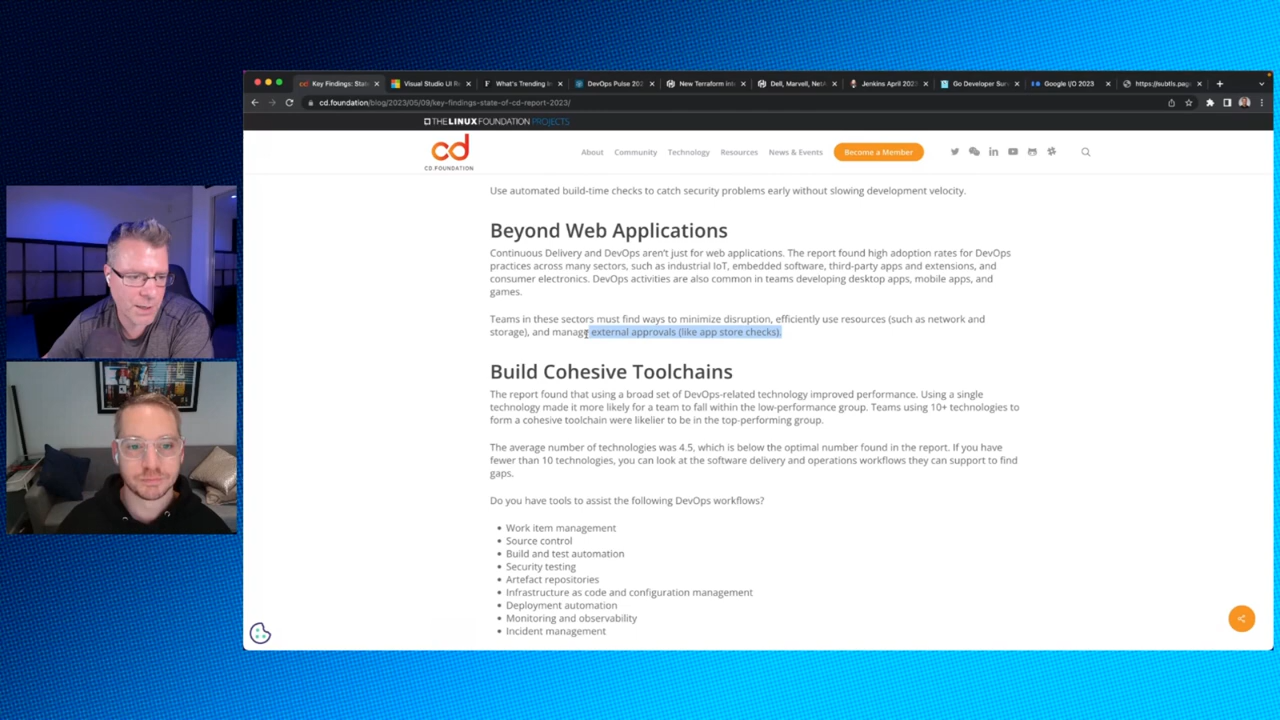 Key Findings: State
Visual Studio UI Re
What's Trending In
DevOps Pulse 202
New Terraform int
Dell, Marvell, NetA
Jenkins April 2023
Go Developer Surv
Google I/O 2023
https://subtls.page
cd.foundation/blog/2023/05/09/key-findings-state-of-cd-report-2023/
THE LINUX FOUNDATION PROJECTS
cd
CD.FOUNDATION
About
Community
Technology
Resources
News & Events
Become a Member
Use automated build-time checks to catch security problems early without slowing development velocity.
Beyond Web Applications
Continuous Delivery and DevOps aren't just for web applications. The report found high adoption rates for DevOps
practices across many sectors, such as industrial IoT, embedded software, third-party apps and extensions, and
consumer electronics. DevOps activities are also common in teams developing desktop apps, mobile apps, and
games.
Teams in these sectors must find ways to minimize disruption, efficiently use resources (such as network and
storage), and manage external approvals (like app store checks).
Build Cohesive Toolchains
The report found that using a broad set of DevOps-related technology improved performance. Using a single
technology made it more likely for a team to fall within the low-performance group. Teams using 10+ technologies to
form a cohesive toolchain were likelier to be in the top-performing group.
The average number of technologies was 4.5, which is below the optimal number found in the report. If you have
fewer than 10 technologies, you can look at the software delivery and operations workflows they can support to find
gaps.
Do you have tools to assist the following DevOps workflows?
Work item management
Source control
Build and test automation
Security testing
Artefact repositories
Infrastructure as code and configuration management
Deployment automation
Monitoring and observability
Incident management